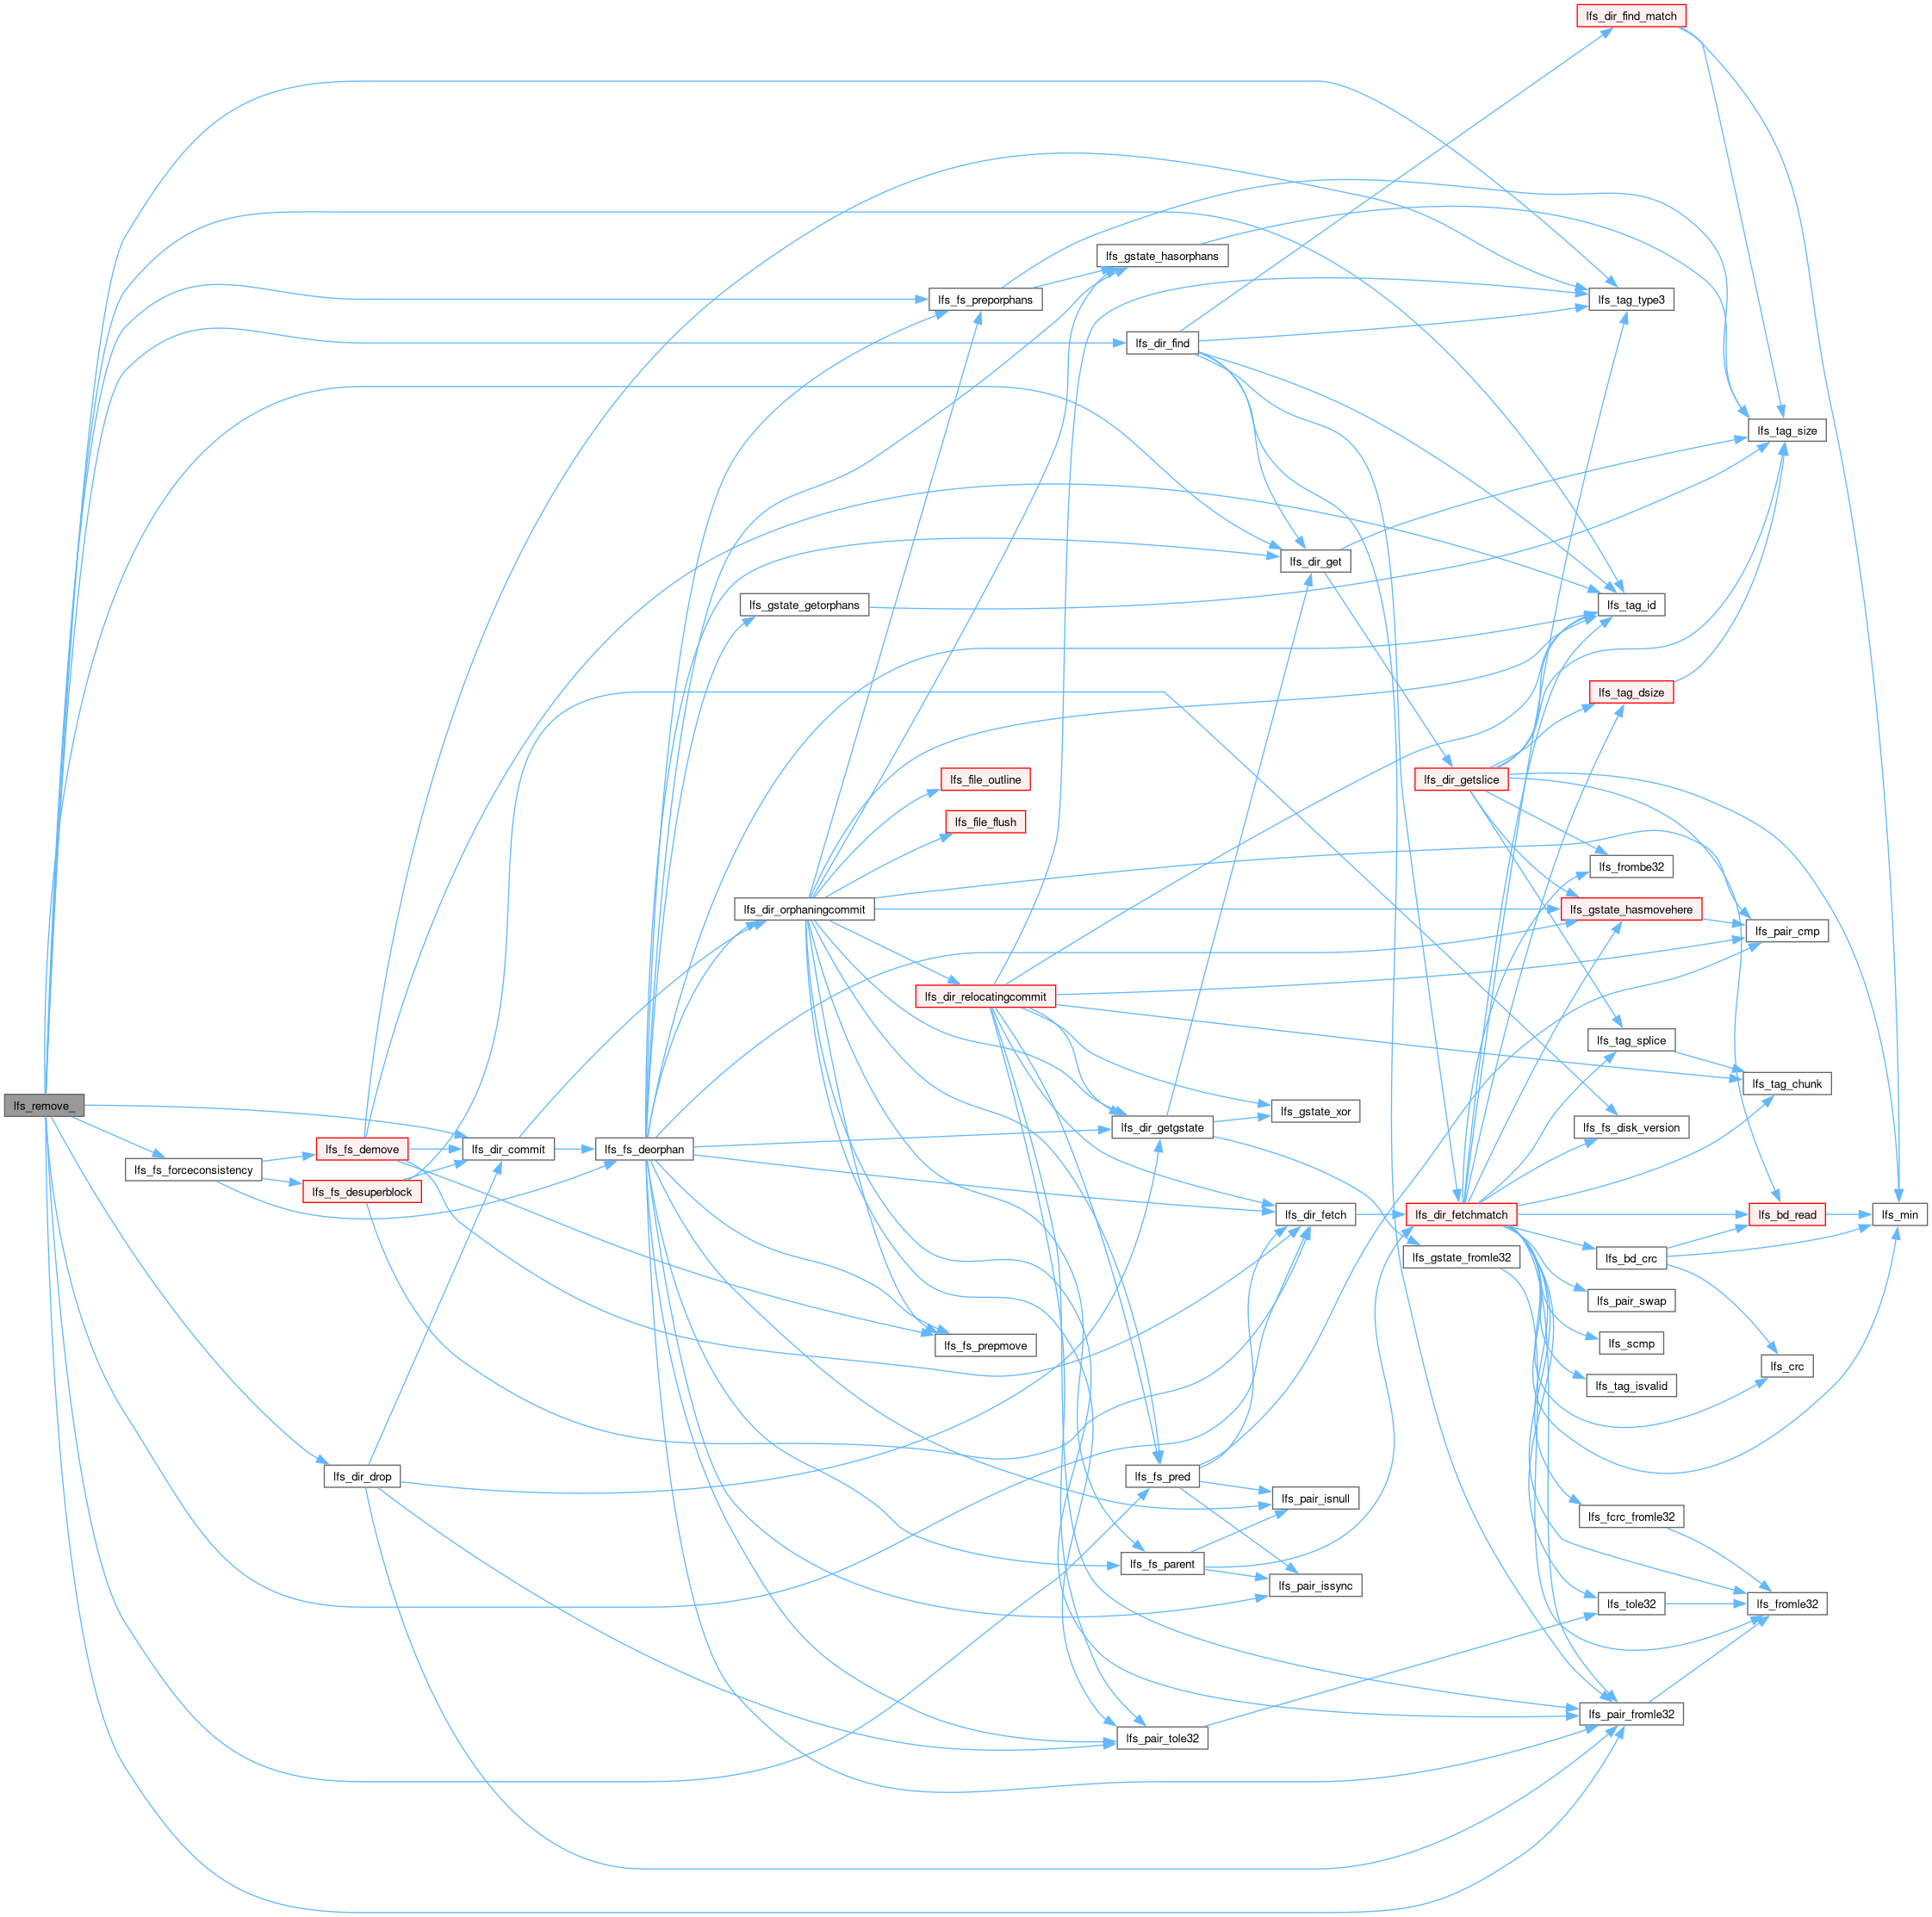 lfs_dir_find_match
lfs_gstate_hasorphans
lfs_fs_preporphans
lfs_tag_type3
lfs_dir_find
lfs_tag_size
lfs_dir_get
lfs_gstate_getorphans
lfs_tag_id
lfs_tag_dsize
lfs_file_outline
lfs_dir_getslice
lfs_file_flush
lfs_frombe32
lfs_dir_orphaningcommit
lfs_gstate_hasmovehere
lfs_pair_cmp
lfs_dir_relocatingcommit
lfs_tag_splice
lfs_tag_chunk
lfs_remove_
lfs_gstate_xor
lfs_dir_getgstate
lfs_fs_disk_version
lfs_fs_demove
lfs_dir_commit
lfs_fs_deorphan
lfs_fs_forceconsistency
lfs_fs_desuperblock
lfs_dir_fetch
lfs_dir_fetchmatch
lfs_bd_read
lfs_min
lfs_gstate_fromle32
lfs_bd_crc
lfs_pair_swap
lfs_fs_prepmove
lfs_scmp
lfs_crc
lfs_tag_isvalid
lfs_dir_drop
lfs_fs_pred
lfs_pair_isnull
lfs_fcrc_fromle32
lfs_fs_parent
lfs_pair_issync
lfs_tole32
lfs_fromle32
lfs_pair_fromle32
lfs_pair_tole32